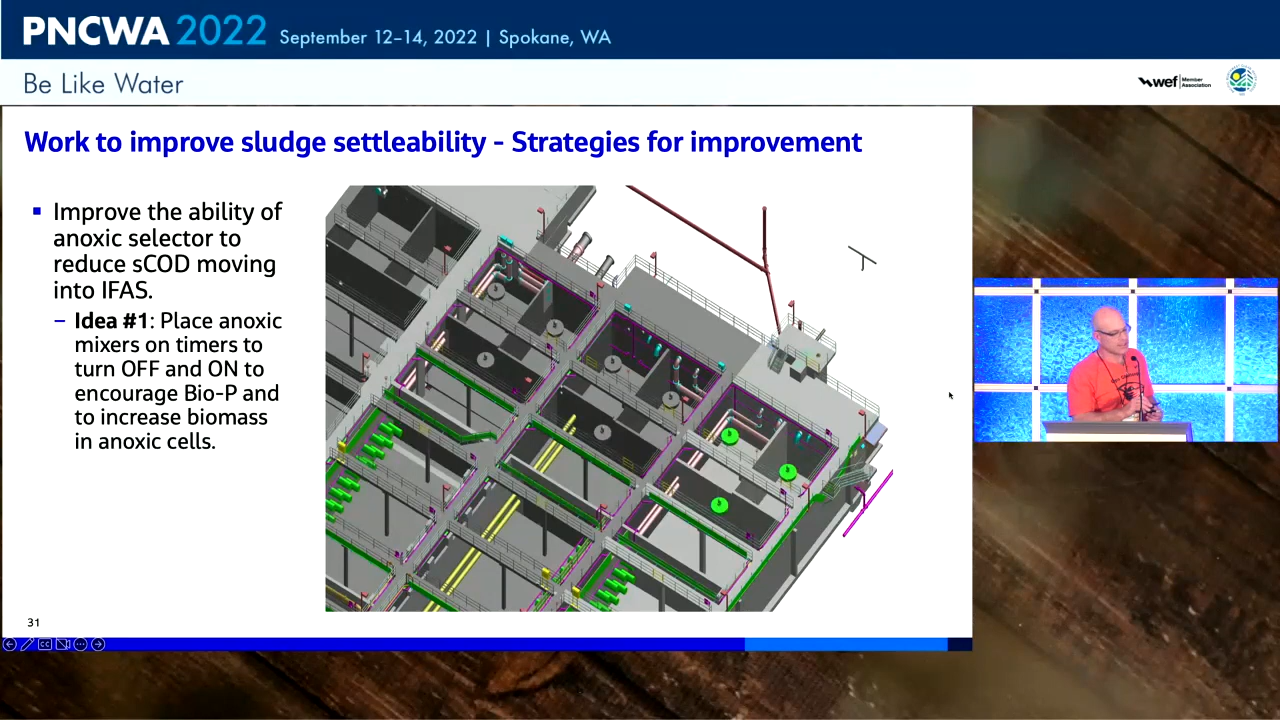 PNCWA 2022 September 12–14, 2022 | Spokane, WA
Be Like Water
wef Member Association
Work to improve sludge settleability - Strategies for improvement
▪ Improve the ability of
anoxic selector to
reduce sCOD moving
into IFAS.
– Idea #1: Place anoxic
mixers on timers to
turn OFF and ON to
encourage Bio-P and
to increase biomass
in anoxic cells.
31
CC